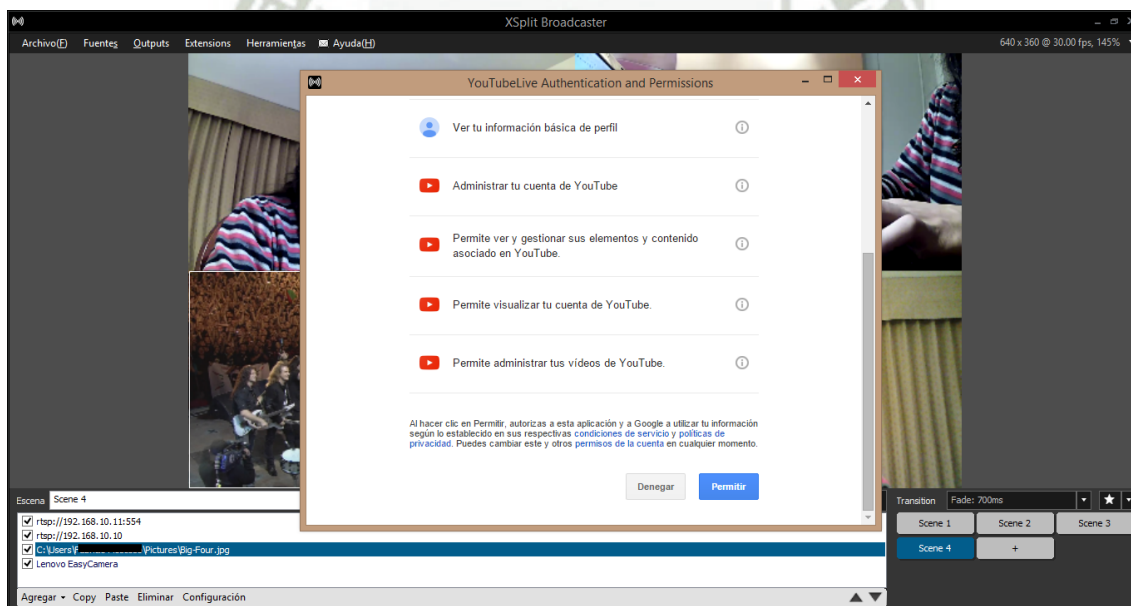 XSplit Broadcaster
Archivo(F) Fuentes Outputs Extensions Herramientas Ayuda(H) 640 x 360 @ 30.00 fps, 145%
YouTubeLive Authentication and Permissions
Ver tu información básica de perfil
Administrar tu cuenta de YouTube
Permite ver y gestionar sus elementos y contenido
asociado en YouTube.
Permite visualizar tu cuenta de YouTube.
Permite administrar tus vídeos de YouTube.
Al hacer clic en Permitir, autorizas a esta aplicación y a Google a utilizar tu información
según lo establecido en sus respectivas condiciones de servicio y políticas de
privacidad. Puedes cambiar este y otros permisos de la cuenta en cualquier momento.
Denegar Permitir
Escena Scene 4
Transition Fade: 700ms
rtsp://192.168.10.11:554
rtsp://192.168.10.10
C:\Users\ \Pictures\Big-Four.jpg
Lenovo EasyCamera
Scene 1 Scene 2 Scene 3
Scene 4 +
Agregar Copy Paste Eliminar Configuración